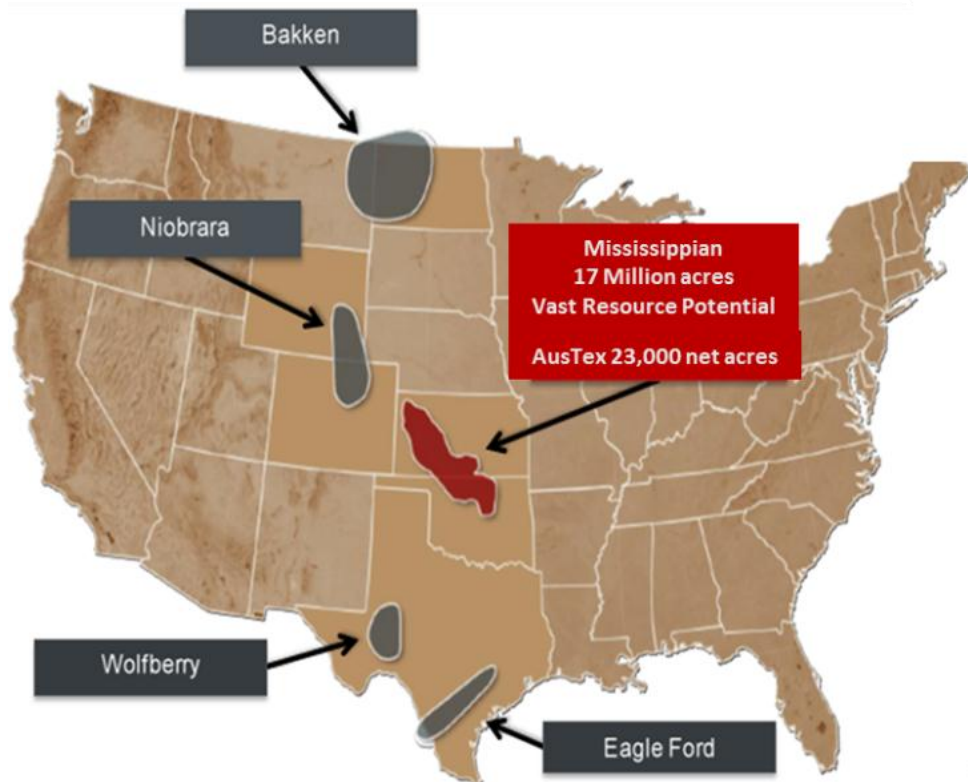 Bakken
Niobrara
Mississippian
17 Million acres
Vast Resource Potential
AusTex 23,000 net acres
Wolfberry
Eagle Ford